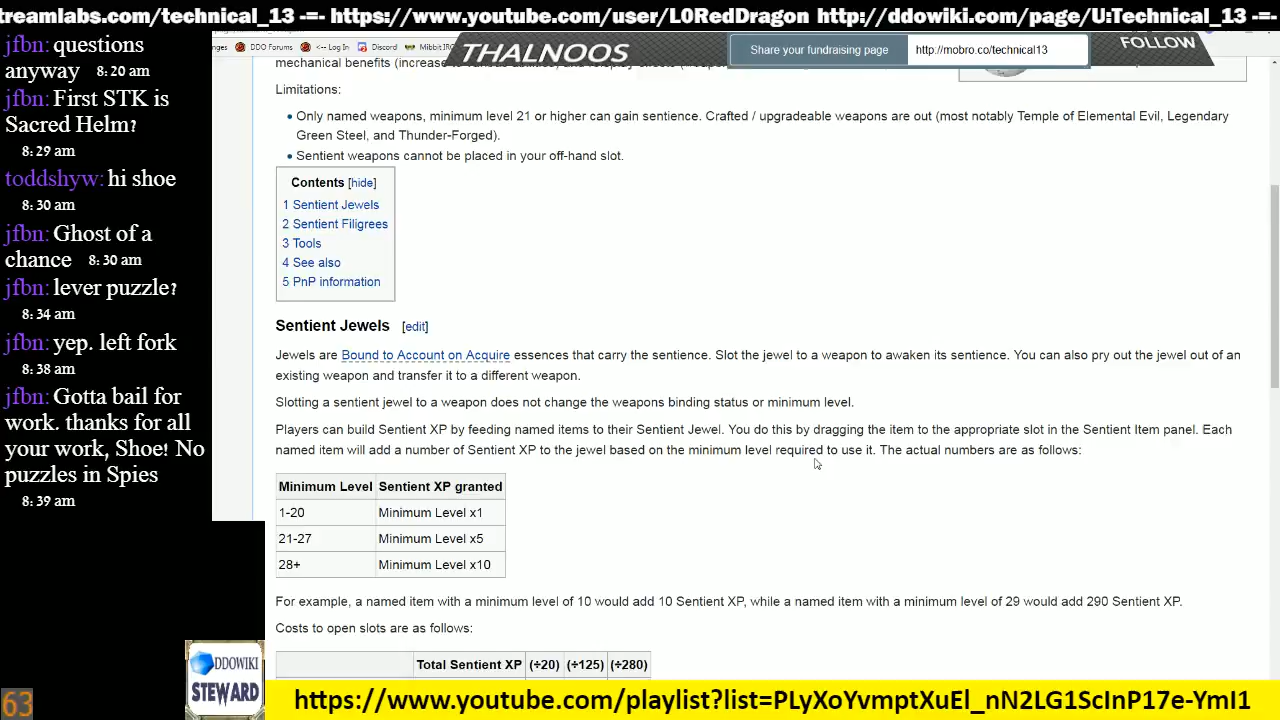 streamlabs.com/technical_13 -=- https://www.youtube.com/user/L0RedDragon http://ddowiki.com/page/U:Technical_13 -=-
DDO Forums <-- Log In Discord Mibbit
THALNOOS
Share your fundraising page http://mobro.co/technical13
FOLLOW
jfbn: questions
anyway 8:20 am
jfbn: First STK is
Sacred Helm?
8:29 am
toddshyw: hi shoe
8:30 am
jfbn: Ghost of a
chance 8:30 am
jfbn: lever puzzle?
8:34 am
jfbn: yep. left fork
8:38 am
jfbn: Gotta bail for
work. thanks for all
your work, Shoe! No
puzzles in Spies
8:39 am
mechanical benefits (increase to various abilities)
Limitations:
Only named weapons, minimum level 21 or higher can gain sentience. Crafted / upgradeable weapons are out (most notably Temple of Elemental Evil, Legendary
Green Steel, and Thunder-Forged).
Sentient weapons cannot be placed in your off-hand slot.
Contents [hide]
1 Sentient Jewels
2 Sentient Filigrees
3 Tools
4 See also
5 PnP information
Sentient Jewels [edit]
Jewels are Bound to Account on Acquire essences that carry the sentience. Slot the jewel to a weapon to awaken its sentience. You can also pry out the jewel out of an
existing weapon and transfer it to a different weapon.
Slotting a sentient jewel to a weapon does not change the weapons binding status or minimum level.
Players can build Sentient XP by feeding named items to their Sentient Jewel. You do this by dragging the item to the appropriate slot in the Sentient Item panel. Each
named item will add a number of Sentient XP to the jewel based on the minimum level required to use it. The actual numbers are as follows:
Minimum Level Sentient XP granted
1-20 Minimum Level x1
21-27 Minimum Level x5
28+ Minimum Level x10
For example, a named item with a minimum level of 10 would add 10 Sentient XP, while a named item with a minimum level of 29 would add 290 Sentient XP.
Costs to open slots are as follows:
Total Sentient XP (÷20) (÷125) (÷280)
DDOWIKI
STEWARD
63
https://www.youtube.com/playlist?list=PLyXoYvmptXuEl_nN2LG1ScInP17e-YmI1